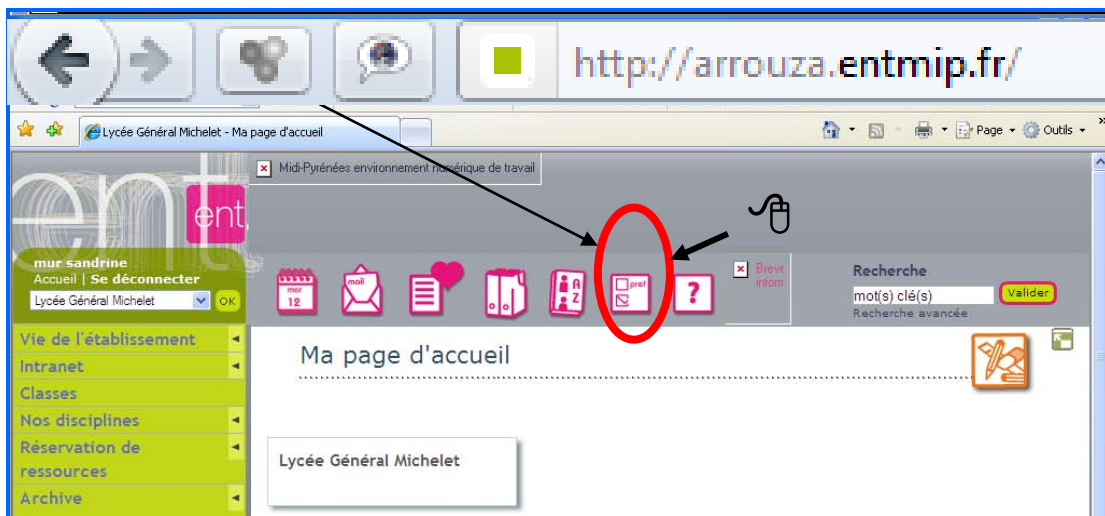 http://arrouza.entmip.fr/
Lycée Général Michelet - Ma page d'accueil
Page
Outils
»
Midi-Pyrénées environnement numérique de travail
ent
ent,
mur sandrine
Accueil | Se déconnecter
Lycée Général Michelet
OK
mar
12
mail
A
Z
pref
?
Breve
inform
Recherche
mot(s) clé(s)
Valider
Recherche avancée
Vie de l'établissement
Intranet
Classes
Nos disciplines
Réservation de
ressources
Archive
Ma page d'accueil
Lycée Général Michelet